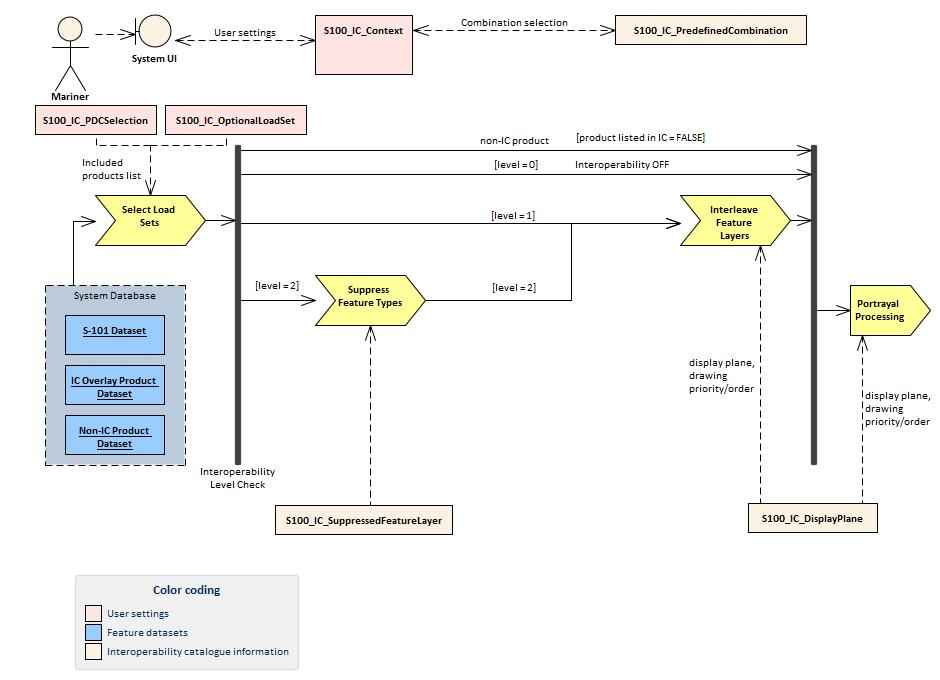 User settings
S100_IC_Context
Combination selection
S100_IC_PredefinedCombination
System UI
Mariner
S100_IC_PDCSelection
S100_IC_OptionalLoadSet
Included
products list
non-IC product
[product listed in IC = FALSE]
[level = 0]
Interoperability OFF
Select Load
Sets
[level = 1]
Interleave
Feature
Layers
[level = 2]
Suppress
Feature Types
[level = 2]
System Database
S-101 Dataset
IC Overlay Product
Dataset
Non-IC Product
Dataset
Portrayal
Processing
display plane,
drawing
priority/order
display plane,
drawing
priority/order
Interoperability
Level Check
S100_IC_SuppressedFeatureLayer
S100_IC_DisplayPlane
Color coding
User settings
Feature datasets
Interoperability catalogue information